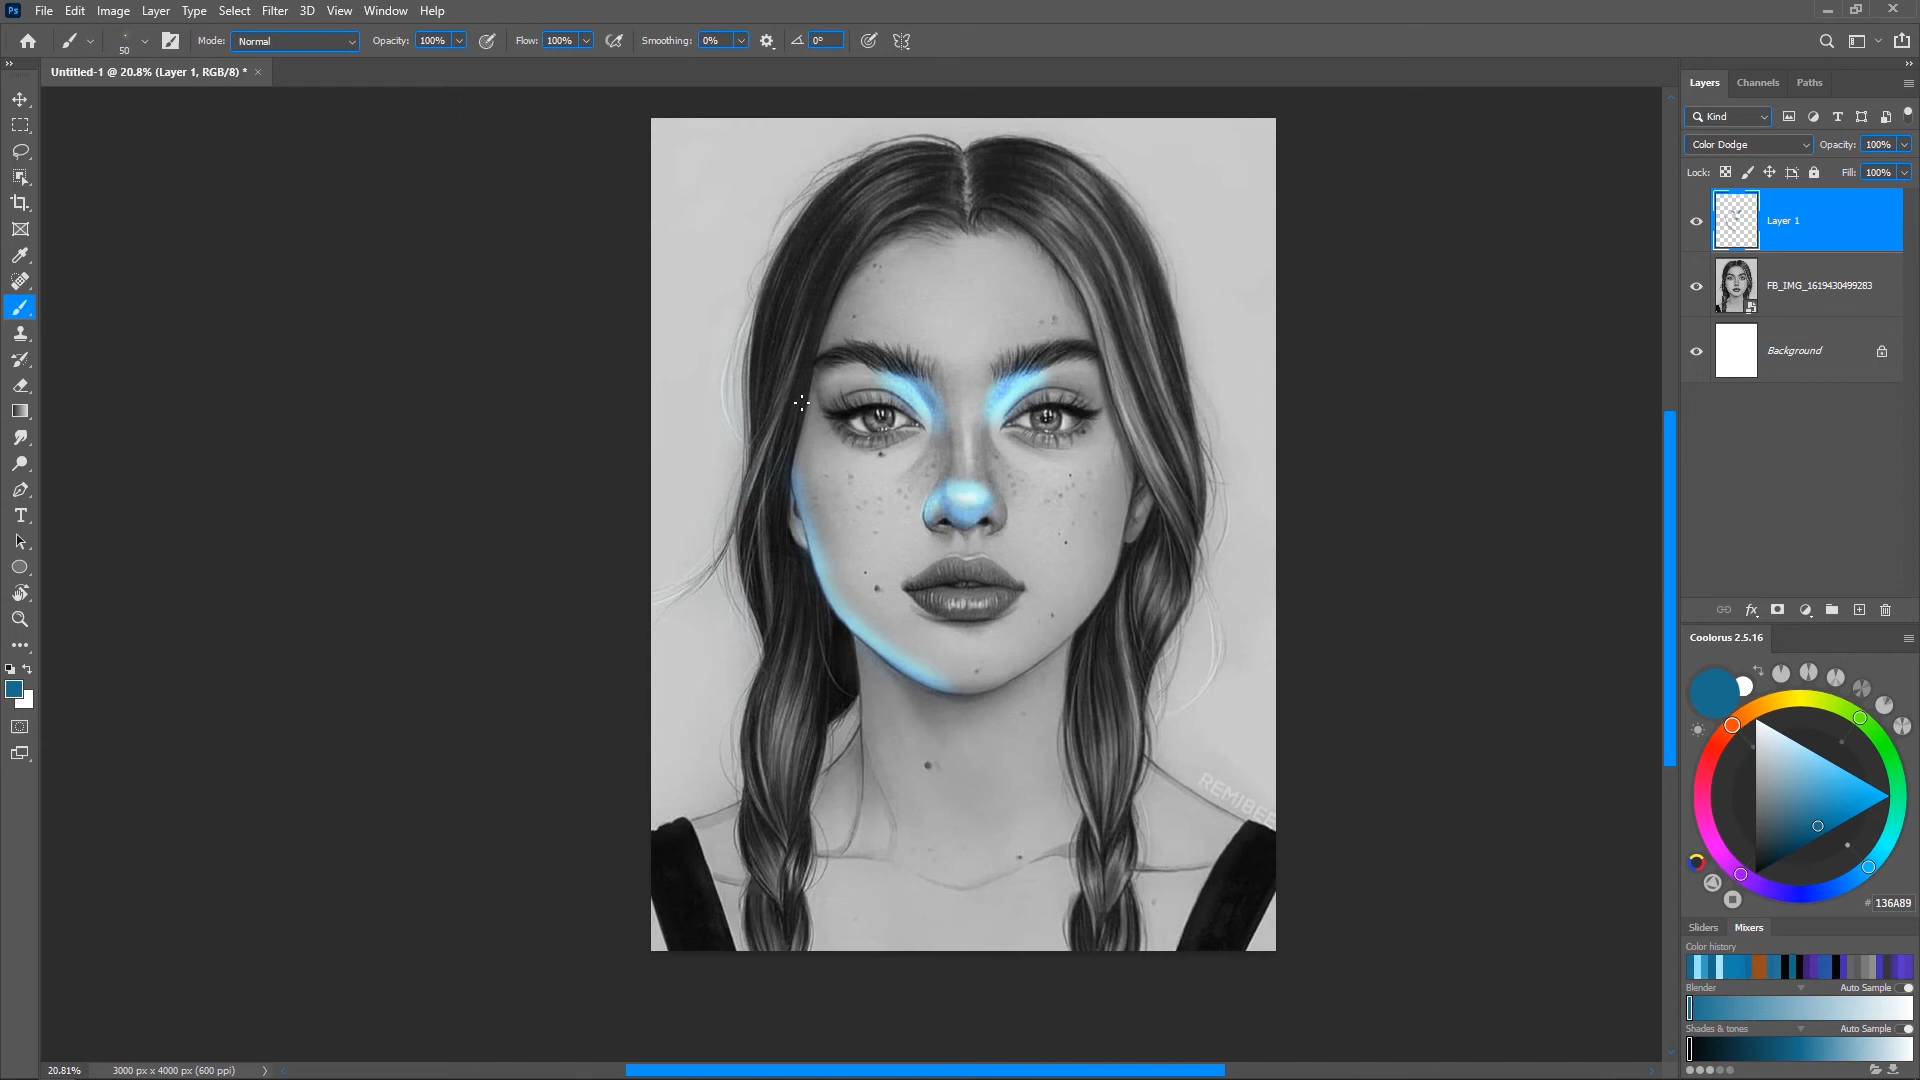 Ps File Edit Image Layer Type Select Filter 3D View Window Help
50 Mode: Normal Opacity: 100% Flow: 100% Smoothing: 0% 0°
Untitled-1 @ 20.8% (Layer 1, RGB/8) * ×
Layers Channels Paths
Kind
Color Dodge Opacity: 100%
Lock: Fill: 100%
Layer 1
FB_IMG_1619430499283
Background
fx
Coolorus 2.5.16
REMIBEE
# 136A89
Sliders Mixers
Color history
Blender Auto Sample
Shades & tones Auto Sample
20.81% 3000 px x 4000 px (600 ppi)